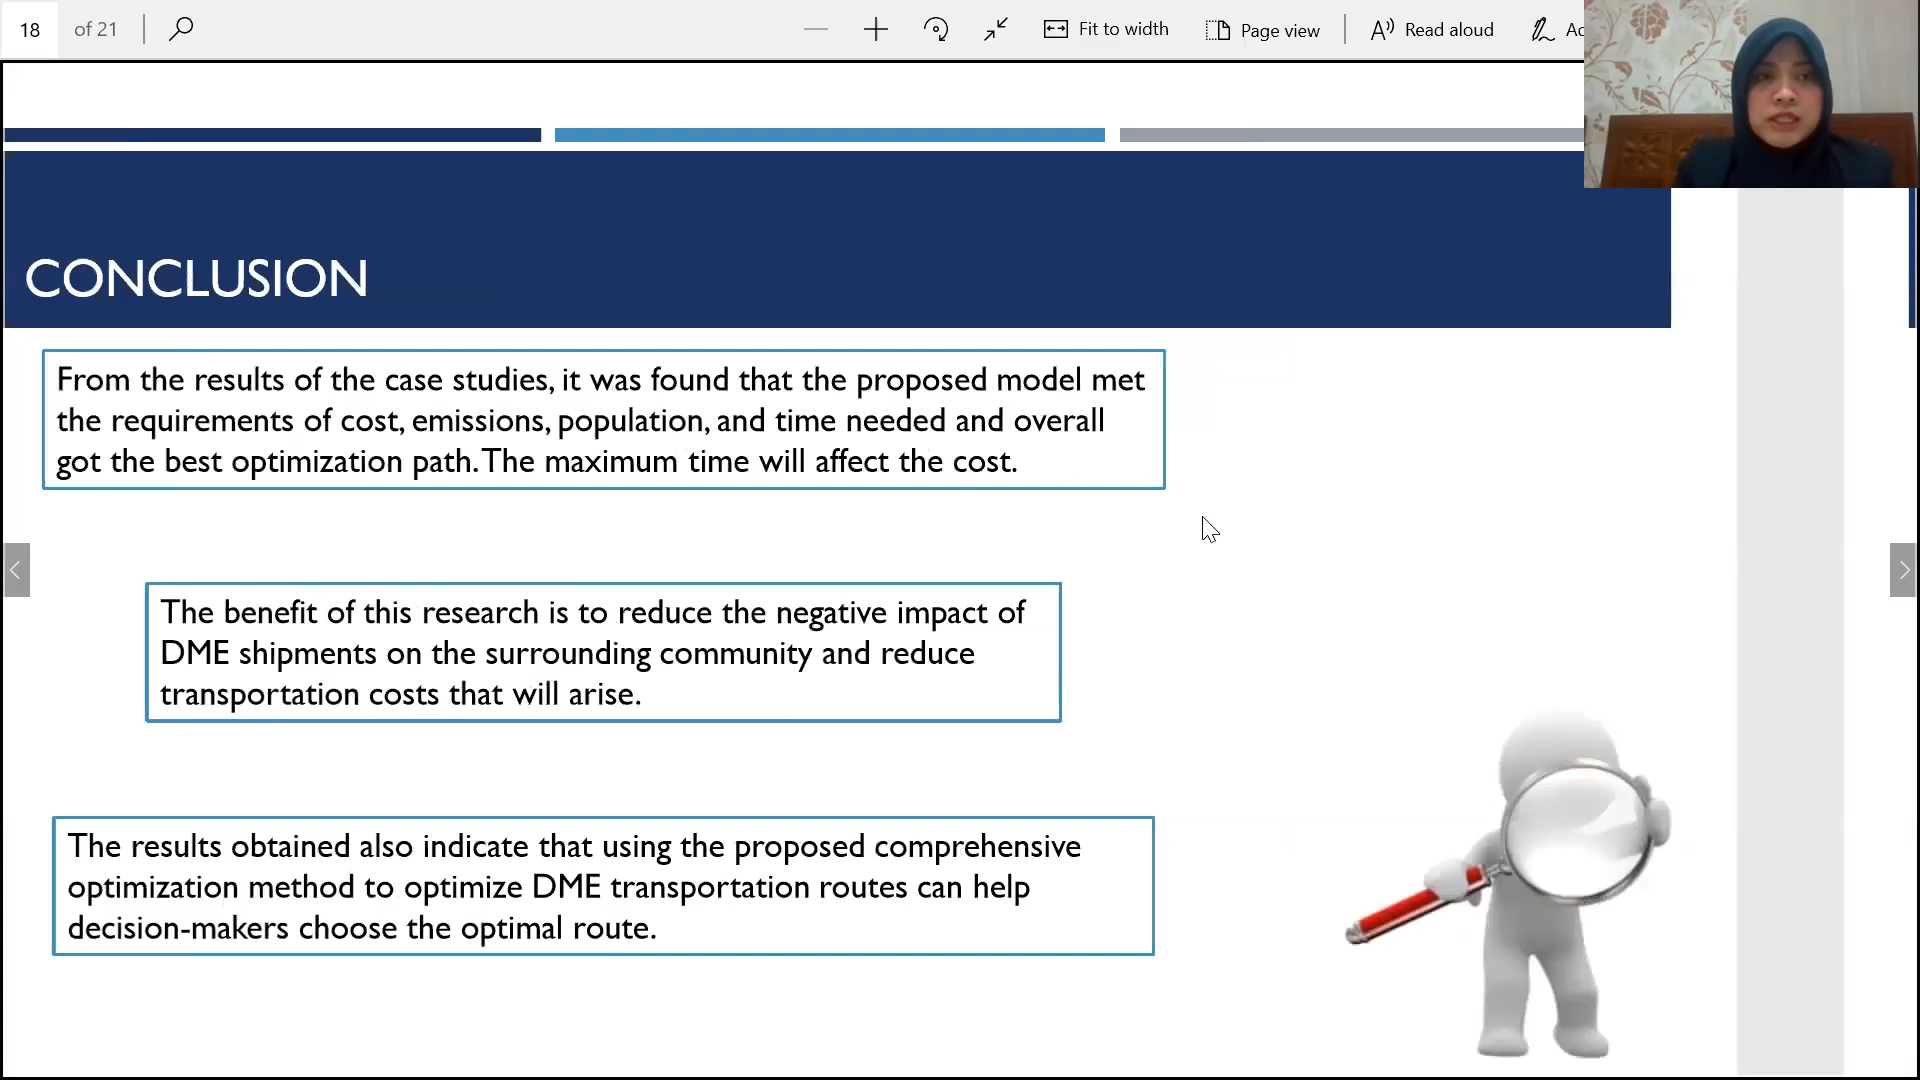 18 of 21 Fit to width Page view Read aloud
CONCLUSION
From the results of the case studies, it was found that the proposed model met
the requirements of cost, emissions, population, and time needed and overall
got the best optimization path. The maximum time will affect the cost.
The benefit of this research is to reduce the negative impact of
DME shipments on the surrounding community and reduce
transportation costs that will arise.
The results obtained also indicate that using the proposed comprehensive
optimization method to optimize DME transportation routes can help
decision-makers choose the optimal route.